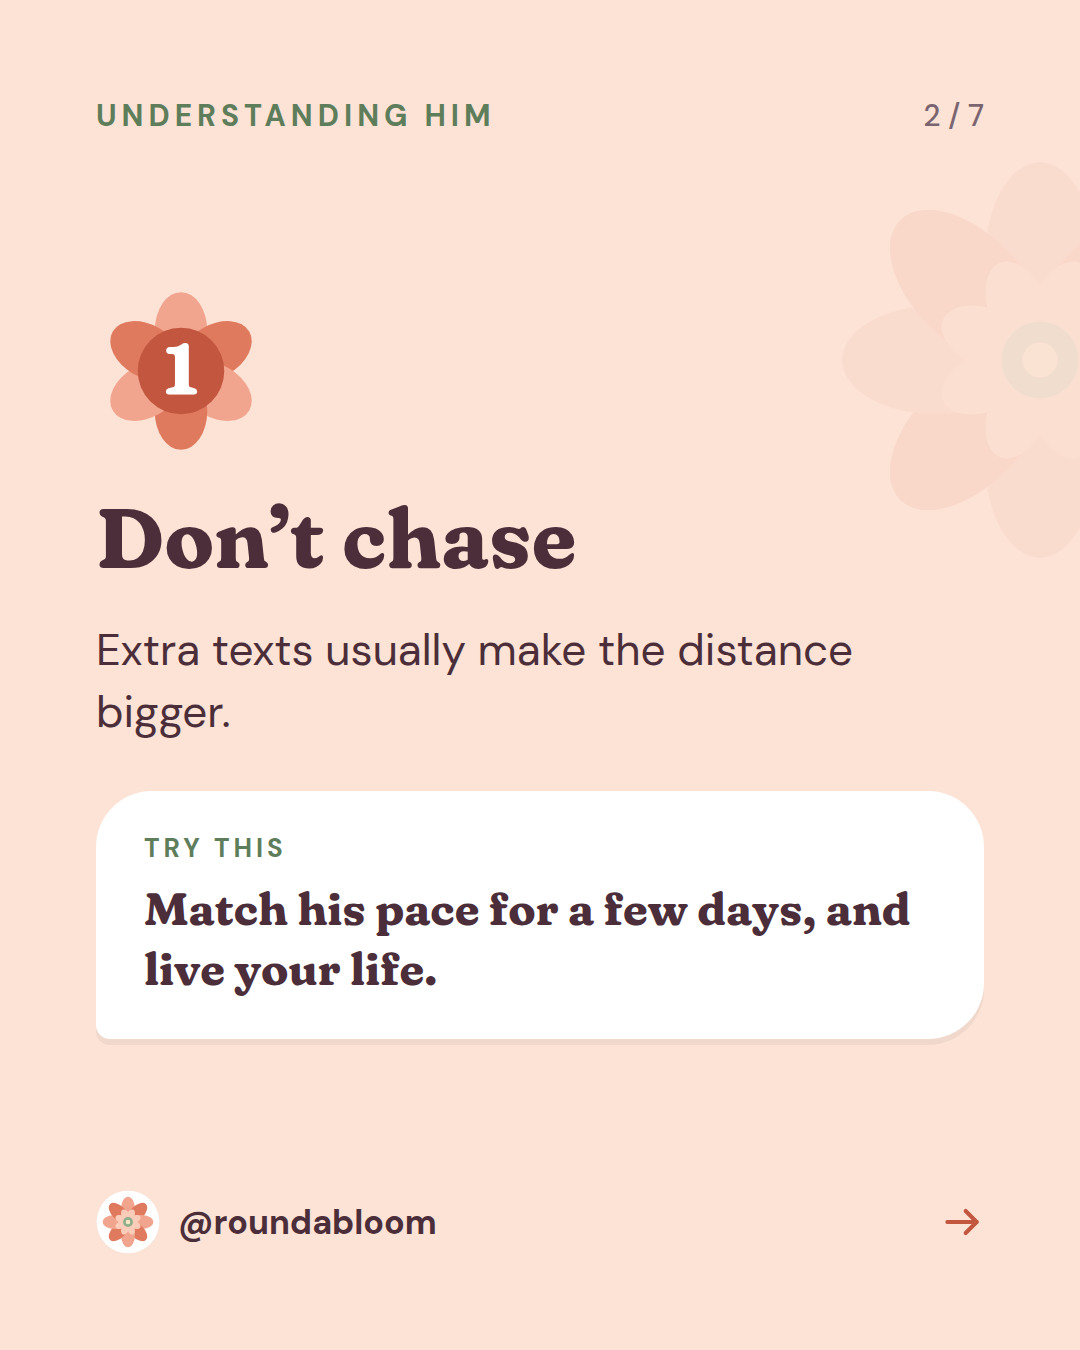 UNDERSTANDING HIM
2 / 7
1
Don’t chase
Extra texts usually make the distance
bigger.
TRY THIS
Match his pace for a few days, and
live your life.
@roundabloom